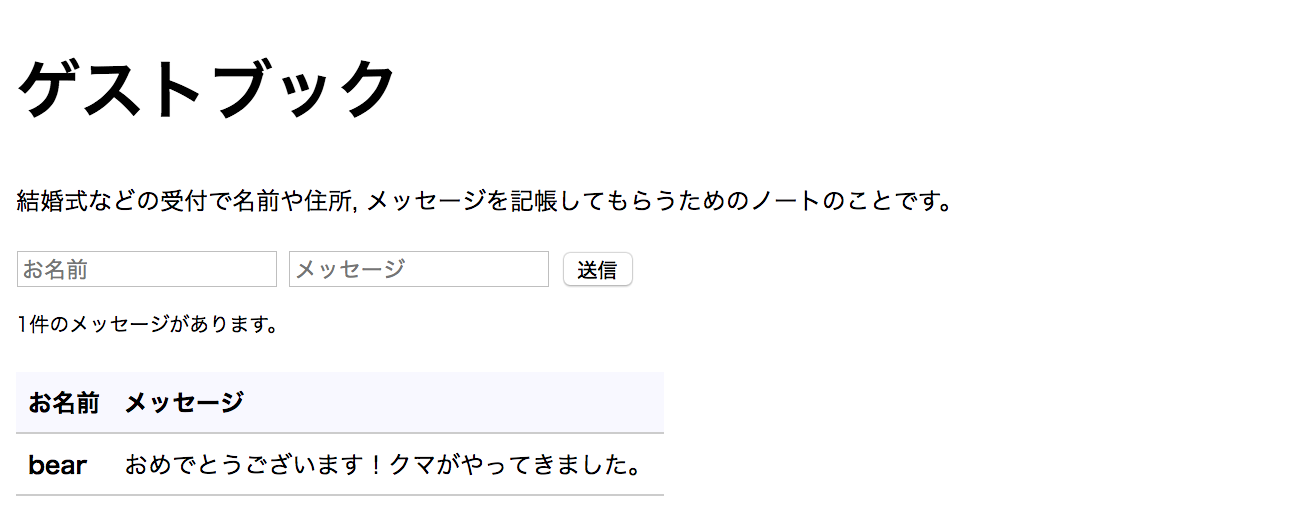 ゲストブック
結婚式などの受付で名前や住所, メッセージを記帳してもらうためのノートのことです。
お名前 メッセージ 送信
1件のメッセージがあります。
お名前 メッセージ
bear おめでとうございます！クマがやってきました。